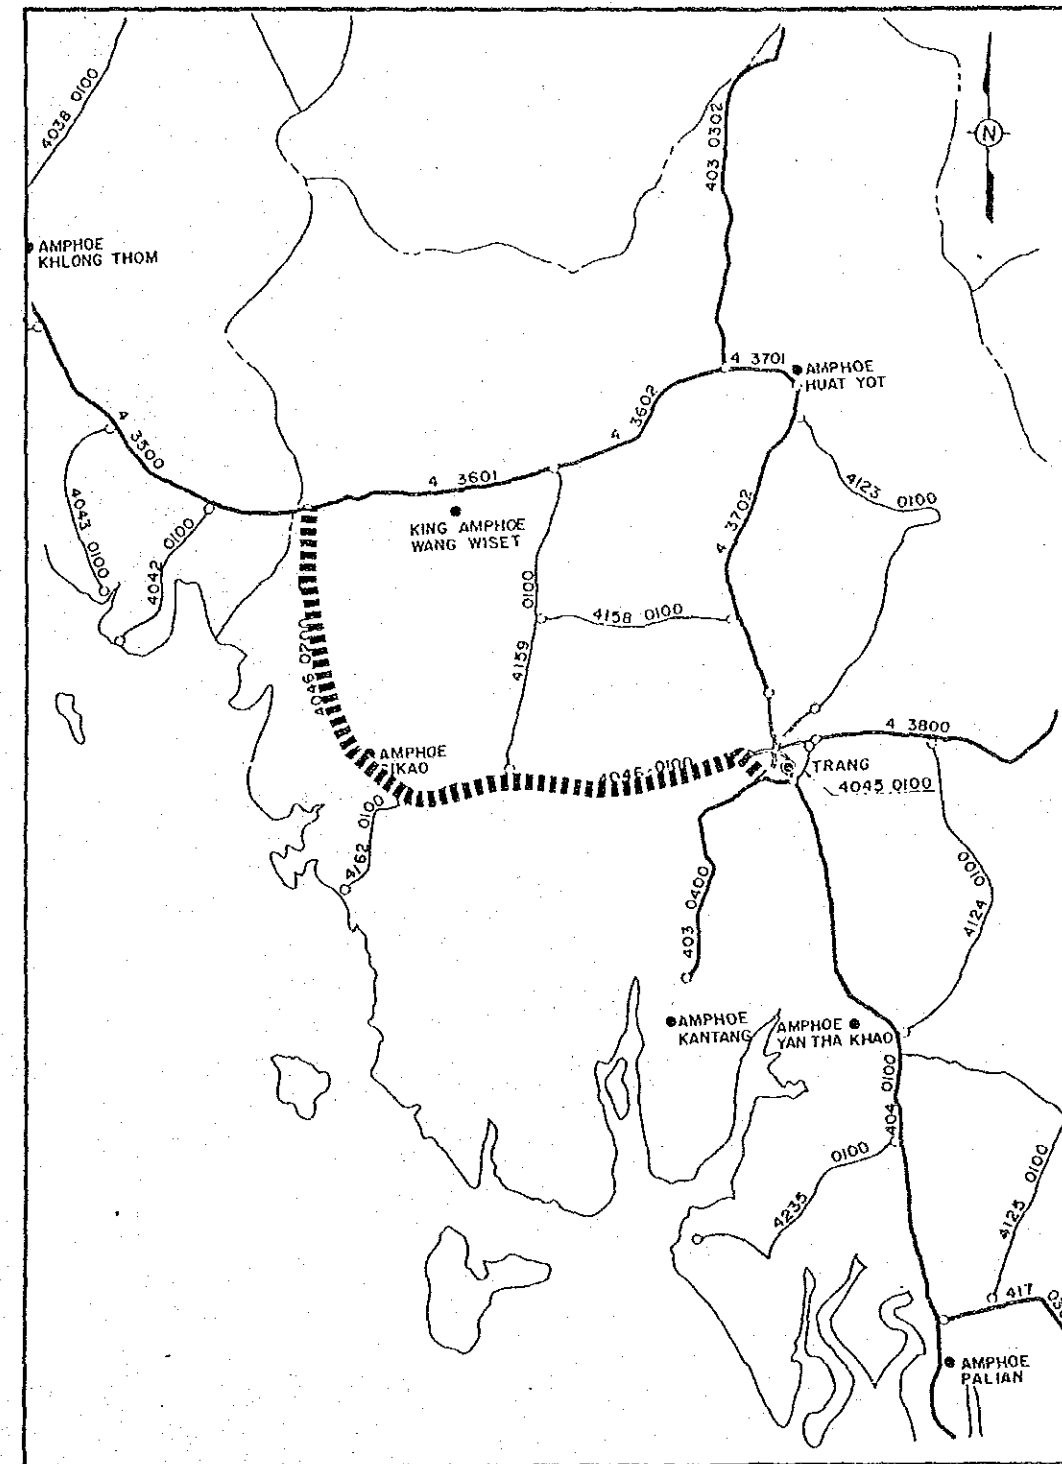 4038 0100
403 0302
N
AMPHOE
KHLONG THOM
4 3701
AMPHOE
HUAT YOT
4 3602
4 3500
4 3601
4123 0100
KING AMPHOE
WANG WISET
4043 0100
4042 0100
4 3702
0100
4158 0100
4159
4046 0200
4 3800
AMPHOE
SIKAO
4046 0100
TRANG
4045 0100
4162 0100
403 0400
0010
4124
AMPHOE
KANTANG
AMPHOE
YAN THA KHAO
404 0100
0100
4235
4125 0100
417
AMPHOE
PALIAN